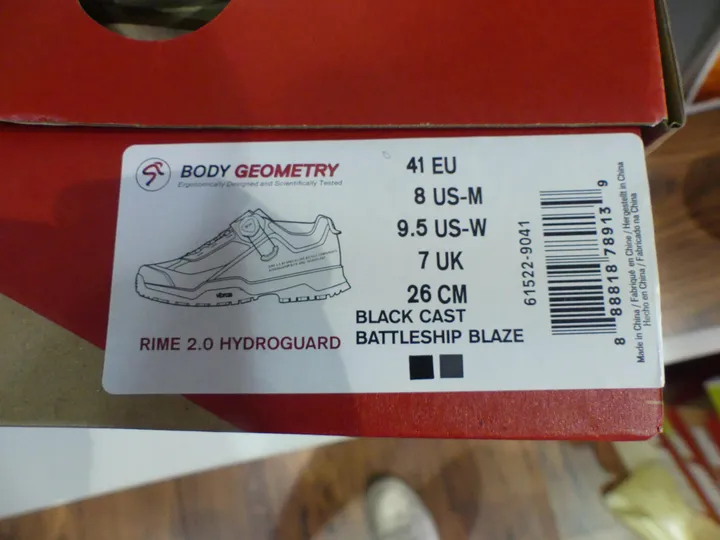 BODY GEOMETRY
Ergonomically Designed and Scientifically Tested
vibram
RIME 2.0 HYDROGUARD
41 EU
8 US-M
9.5 US-W
7 UK
26 CM
BLACK CAST
BATTLESHIP BLAZE
61522-9041
8 88818 78913 9
Made in China / Fabriqué en Chine / Hergestellt in China
Hecho en China / Fabricado na China